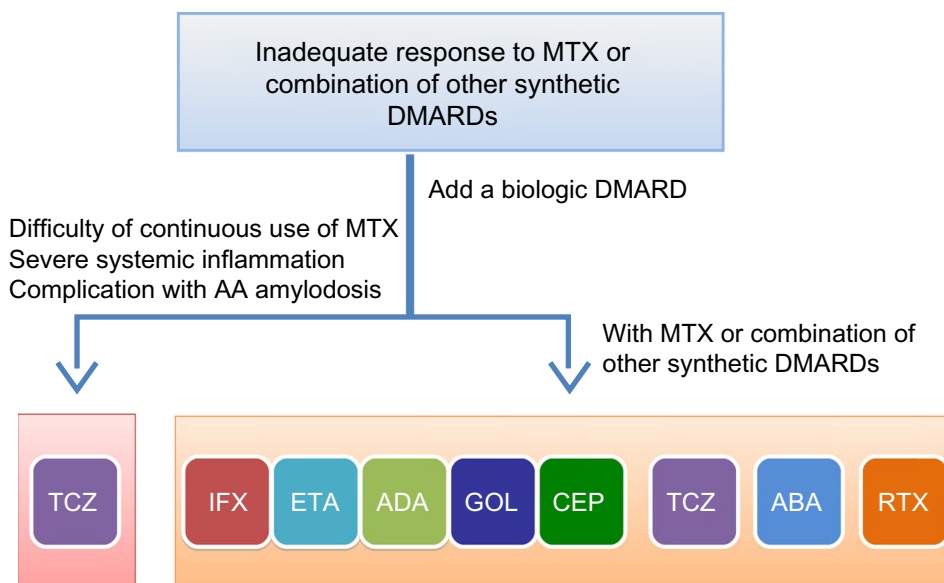 Inadequate response to MTX or
combination of other synthetic
DMARDs
Add a biologic DMARD
Difficulty of continuous use of MTX
Severe systemic inflammation
Complication with AA amylodosis
With MTX or combination of
other synthetic DMARDs
TCZ
IFX ETA ADA GOL CEP TCZ ABA RTX